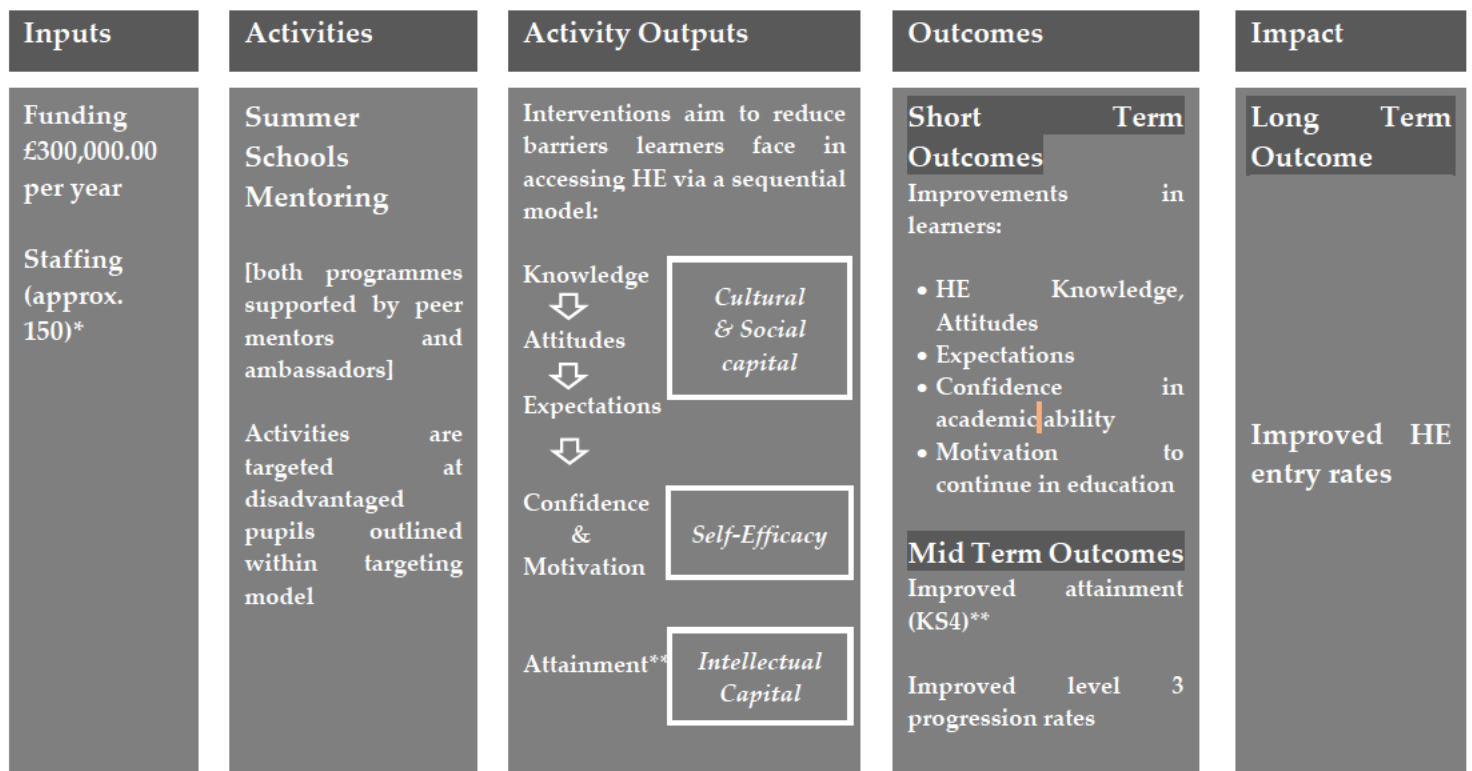 Inputs
Activities
Activity Outputs
Outcomes
Impact
Funding
£300,000.00
per year
Staffing
(approx.
150)*
Summer
Schools
Mentoring
[both programmes
supported by peer
mentors and
ambassadors]
Activities are
targeted at
disadvantaged
pupils outlined
within targeting
model
Interventions aim to reduce
barriers learners face in
accessing HE via a sequential
model:
Knowledge
Attitudes
Expectations
Cultural
& Social
capital
Confidence
&
Motivation
Self-Efficacy
Attainment**
Intellectual
Capital
Short Term
Outcomes
Improvements in
learners:
• HE Knowledge,
Attitudes
• Expectations
• Confidence in
academic ability
• Motivation to
continue in education
Mid Term Outcomes
Improved attainment
(KS4)**
Improved level 3
progression rates
Long Term
Outcome
Improved HE
entry rates